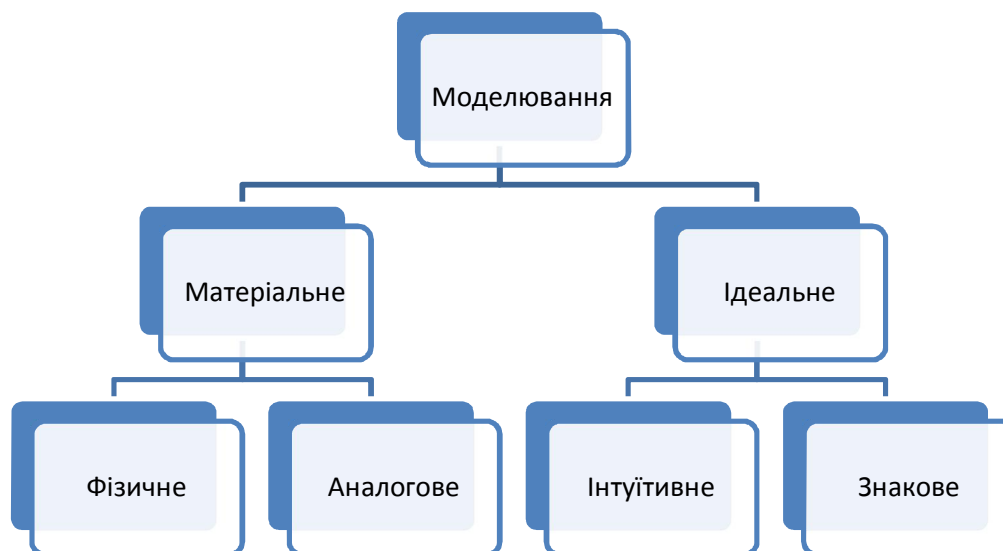 Моделювання
Матеріальне
Ідеальне
Фізичне
Аналогове
Інтуїтивне
Знакове